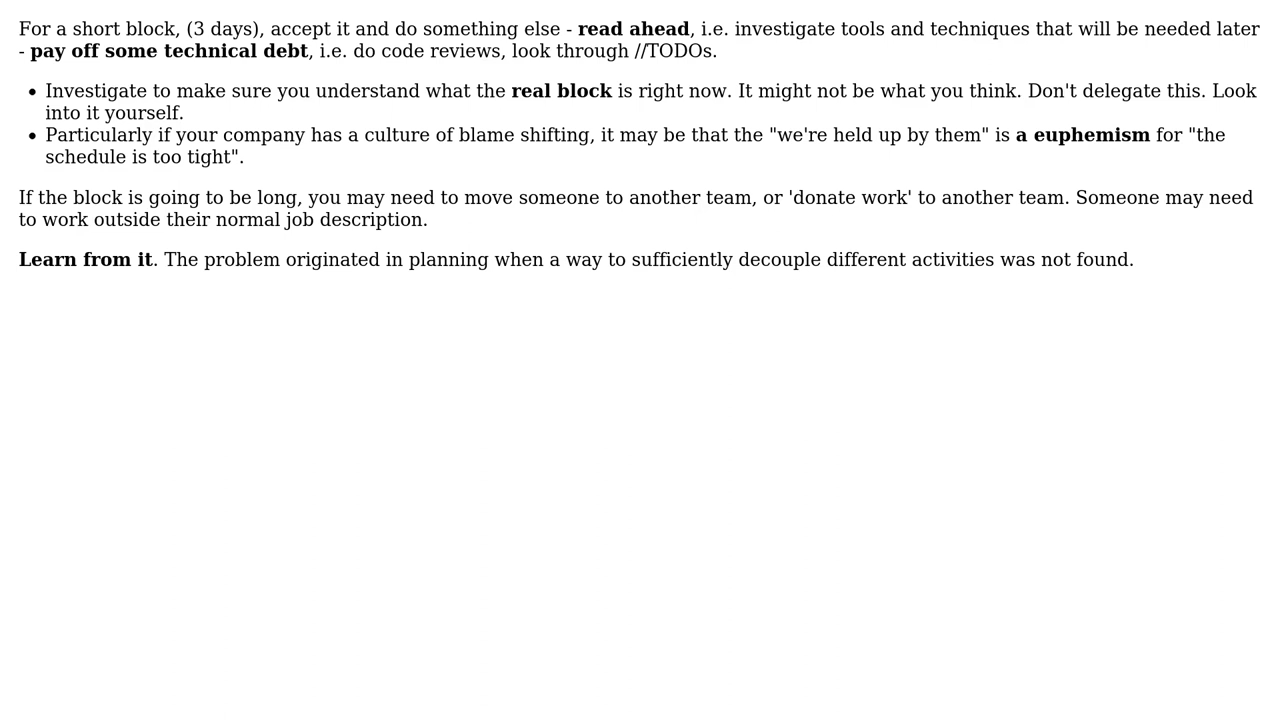 For a short block, (3 days), accept it and do something else - read ahead, i.e. investigate tools and techniques that will be needed later
- pay off some technical debt, i.e. do code reviews, look through //TODOs.
• Investigate to make sure you understand what the real block is right now. It might not be what you think. Don't delegate this. Look
into it yourself.
• Particularly if your company has a culture of blame shifting, it may be that the "we're held up by them" is a euphemism for "the
schedule is too tight".
If the block is going to be long, you may need to move someone to another team, or 'donate work' to another team. Someone may need
to work outside their normal job description.
Learn from it. The problem originated in planning when a way to sufficiently decouple different activities was not found.